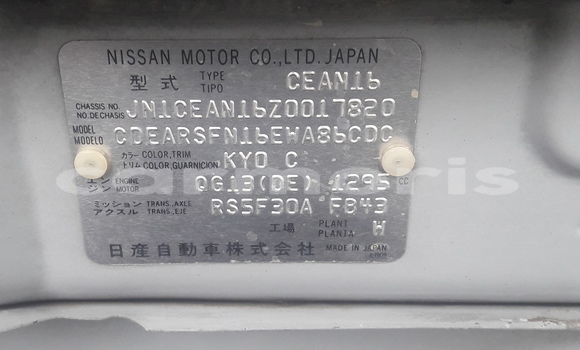 NISSAN MOTOR CO.,LTD.JAPAN
型式 TYPE TIPO CEAN16
CHASSIS NO. NO.DE CHASIS JN1CEAN16Z0017820
MODEL MODELO CDEARSFN16EWA86CDC
カラー COLOR,TRIM トリム COLOR,GUARNICION KY0 C
エンジン ENGINE MOTOR QG13(DE) 1295 CC
ミッション TRANS.,AXLE アクスル TRANS.,EJE RS5F30A FB43
工場 PLANT PLANTA W
日産自動車株式会社 MADE IN JAPAN